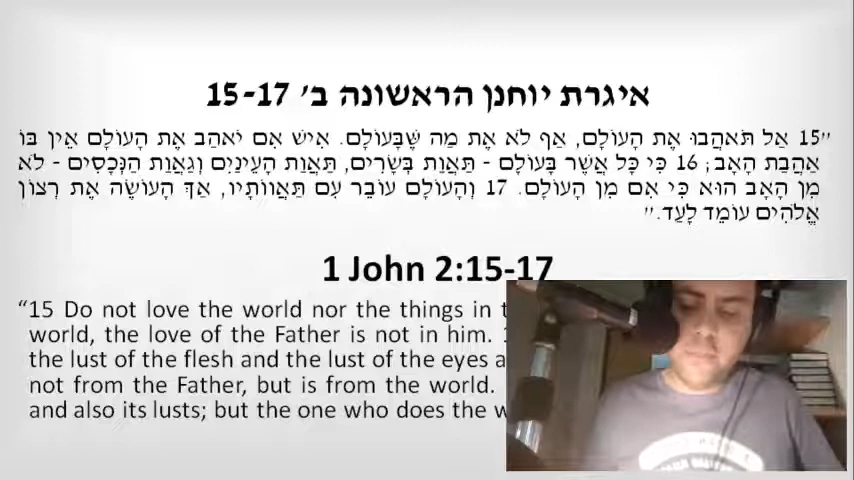 איגרת יוחנן הראשונה ב׳ 15-17
״15 אַל תֹּאהֲבוּ אֶת הָעוֹלָם, אַף לֹא אֶת מַה שֶּׁבָּעוֹלָם. אִישׁ אִם יֹאהַב אֶת הָעוֹלָם אֵין בּוֹ
אַהֲבַת הָאָב; 16 כִּי כָּל אֲשֶׁר בָּעוֹלָם - תַּאֲוַת בְּשָׂרִים, תַּאֲוַת הָעֵינַיִם וְגַאֲוַת הַנְּכָסִים - לֹא
מִן הָאָב הוּא כִּי אִם מִן הָעוֹלָם. 17 וְהָעוֹלָם עוֹבֵר עִם תַּאֲווֹתָיו, אַךְ הָעוֹשֶׂה אֶת רְצוֹן
אֱלֹהִים עוֹמֵד לָעַד.״
1 John 2:15-17
“15 Do not love the world nor the things in
world, the love of the Father is not in him.
the lust of the flesh and the lust of the eyes
not from the Father, but is from the world.
and also its lusts; but the one who does the